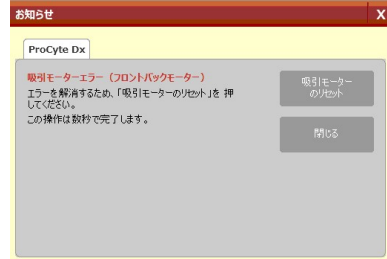 お知らせ X
ProCyte Dx
吸引モーターエラー（フロントバックモーター）
エラーを解消するため、「吸引モーターのリセット」を 押
してください。
この操作は数秒で完了します。
吸引モーター
のリセット
閉じる